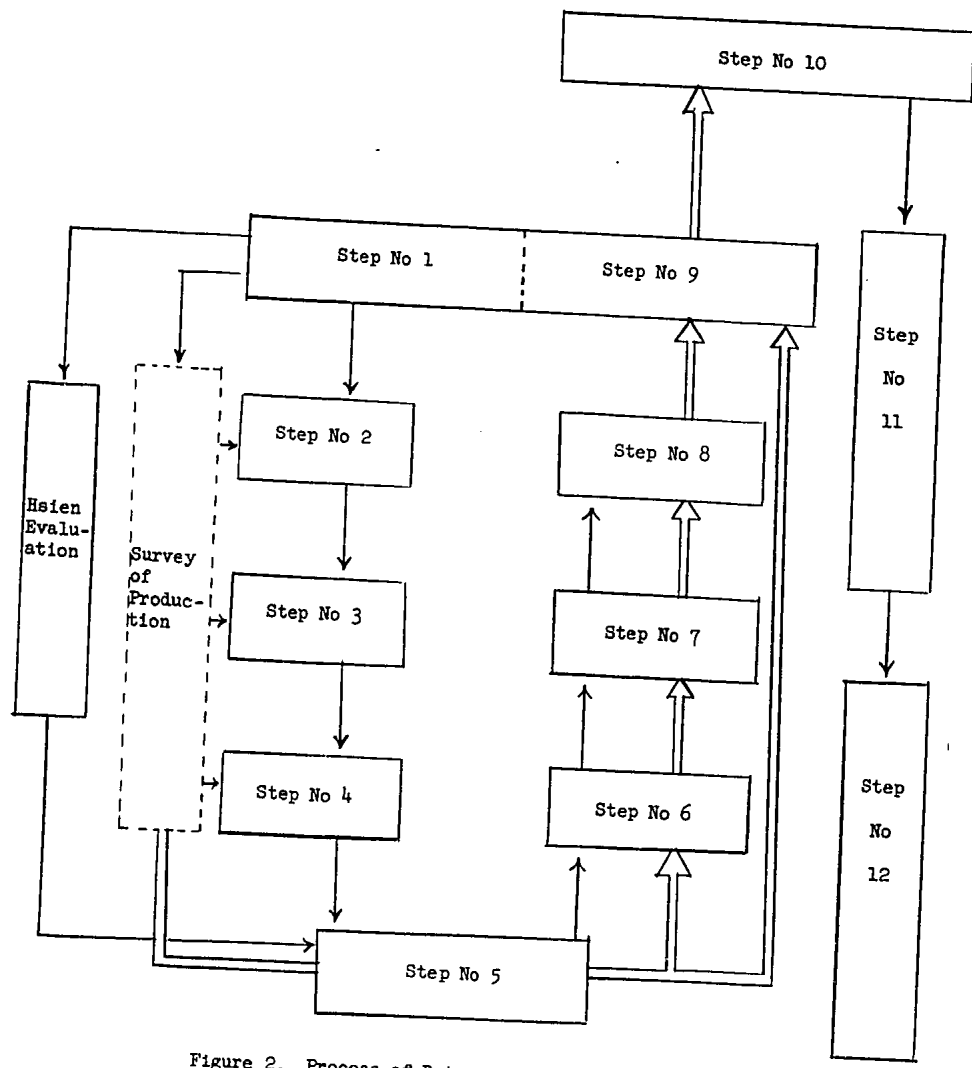 Step No 10
Step No 1
Step No 9
Step
No
11
Step No 2
Step No 8
Hsien
Evalu-
ation
Survey
of
Produc-
tion
Step No 3
Step No 7
Step No 4
Step No 6
Step
No
12
Step No 5
Figure 2. Process of